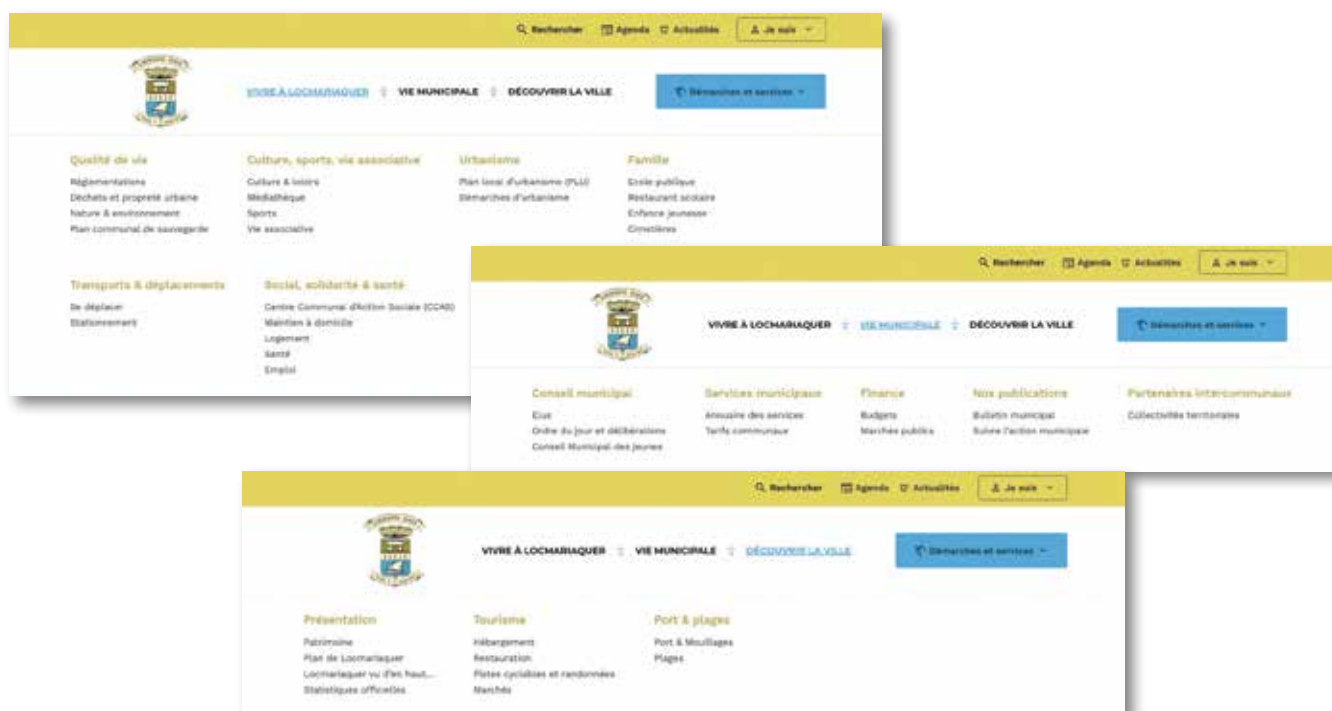 Rechercher Agenda Actualités Je suis
VIVRE À LOCMARIAQUER VIE MUNICIPALE DÉCOUVRIR LA VILLE Démarches et services
Qualité de vie
Réglementations
Déchets et propreté urbaine
Nature & environnement
Plan communal de sauvegarde
Culture, sports, vie associative
Culture & loisirs
Médiathèque
Sports
Vie associative
Urbanisme
Plan local d'urbanisme (PLU)
Démarches d'urbanisme
Famille
Ecole publique
Restaurant scolaire
Enfance jeunesse
Cimetières
Transports & déplacements
Se déplacer
Stationnement
Social, solidarité & santé
Centre Communal d'Action Sociale (CCAS)
Maintien à domicile
Logement
Santé
Emploi
Rechercher Agenda Actualités Je suis
VIVRE À LOCMARIAQUER VIE MUNICIPALE DÉCOUVRIR LA VILLE Démarches et services
Conseil municipal
Elus
Ordre du jour et délibérations
Conseil Municipal des jeunes
Services municipaux
Annuaire des services
Tarifs communaux
Finance
Budgets
Marchés publics
Nos publications
Bulletin municipal
Suivre l'action municipale
Partenaires intercommunaux
Collectivités territoriales
Rechercher Agenda Actualités Je suis
VIVRE À LOCMARIAQUER VIE MUNICIPALE DÉCOUVRIR LA VILLE Démarches et services
Présentation
Patrimoine
Plan de Locmariaquer
Locmariaquer vu d'en haut...
Statistiques officielles
Tourisme
Hébergement
Restauration
Pistes cyclables et randonnées
Marchés
Port & plages
Port & Mouillages
Plages